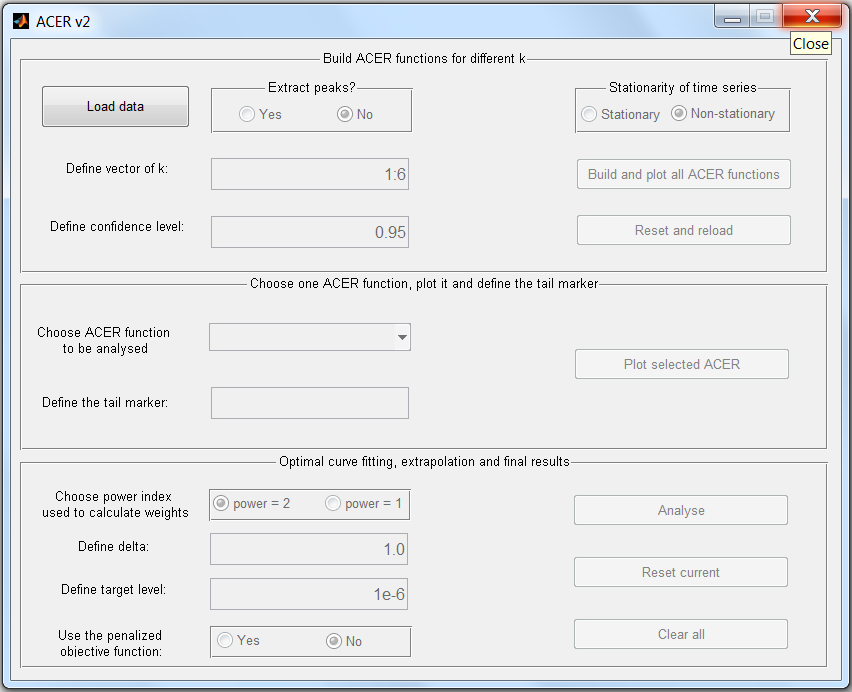 ACER v2
Close
Build ACER functions for different k
Load data
Extract peaks?
Yes No
Stationarity of time series
Stationary Non-stationary
Define vector of k:
1:6
Build and plot all ACER functions
Define confidence level:
0.95
Reset and reload
Choose one ACER function, plot it and define the tail marker
Choose ACER function
to be analysed
Plot selected ACER
Define the tail marker:
Optimal curve fitting, extrapolation and final results
Choose power index
used to calculate weights
power = 2 power = 1
Analyse
Define delta:
1.0
Define target level:
1e-6
Reset current
Use the penalized
objective function:
Yes No
Clear all